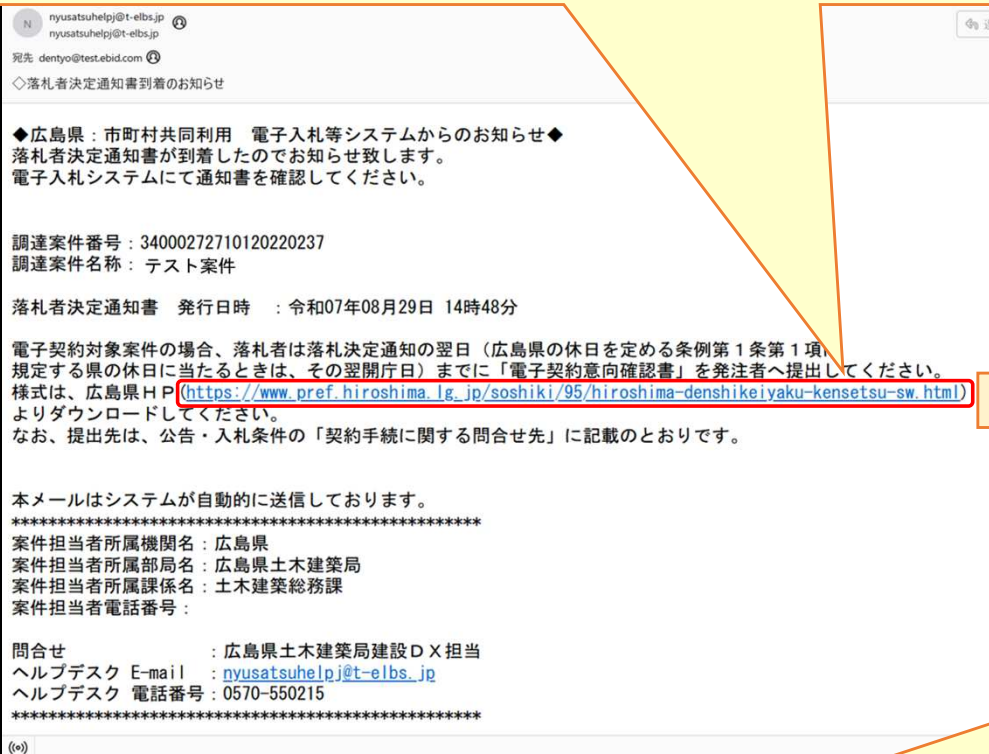 N
nyusatsuhelpj@t-elbs.jp
nyusatsuhelpj@t-elbs.jp
宛先 dentyo@test.ebid.com
◇落札者決定通知書到着のお知らせ
◆広島県：市町村共同利用　電子入札等システムからのお知らせ◆
落札者決定通知書が到着したのでお知らせ致します。
電子入札システムにて通知書を確認してください。
調達案件番号：34000272710120220237
調達案件名称： テスト案件
落札者決定通知書　発行日時　：令和07年08月29日 14時48分
電子契約対象案件の場合、落札者は落札決定通知の翌日（広島県の休日を定める条例第１条第１項に
規定する県の休日に当たるときは、その翌開庁日）までに「電子契約意向確認書」を発注者へ提出してください。
様式は、広島県ＨＰ(https://www.pref.hiroshima.lg.jp/soshiki/95/hiroshima-denshikeiyaku-kensetsu-sw.html)
よりダウンロードしてください。
なお、提出先は、公告・入札条件の「契約手続に関する問合せ先」に記載のとおりです。
本メールはシステムが自動的に送信しております。
**************************************************
案件担当者所属機関名：広島県
案件担当者所属部局名：広島県土木建築局
案件担当者所属課係名：土木建築総務課
案件担当者電話番号：
問合せ　　　　　　　：広島県土木建築局建設ＤＸ担当
ヘルプデスク E-mail　：nyusatsuhelpj@t-elbs.jp
ヘルプデスク 電話番号：0570-550215
**************************************************